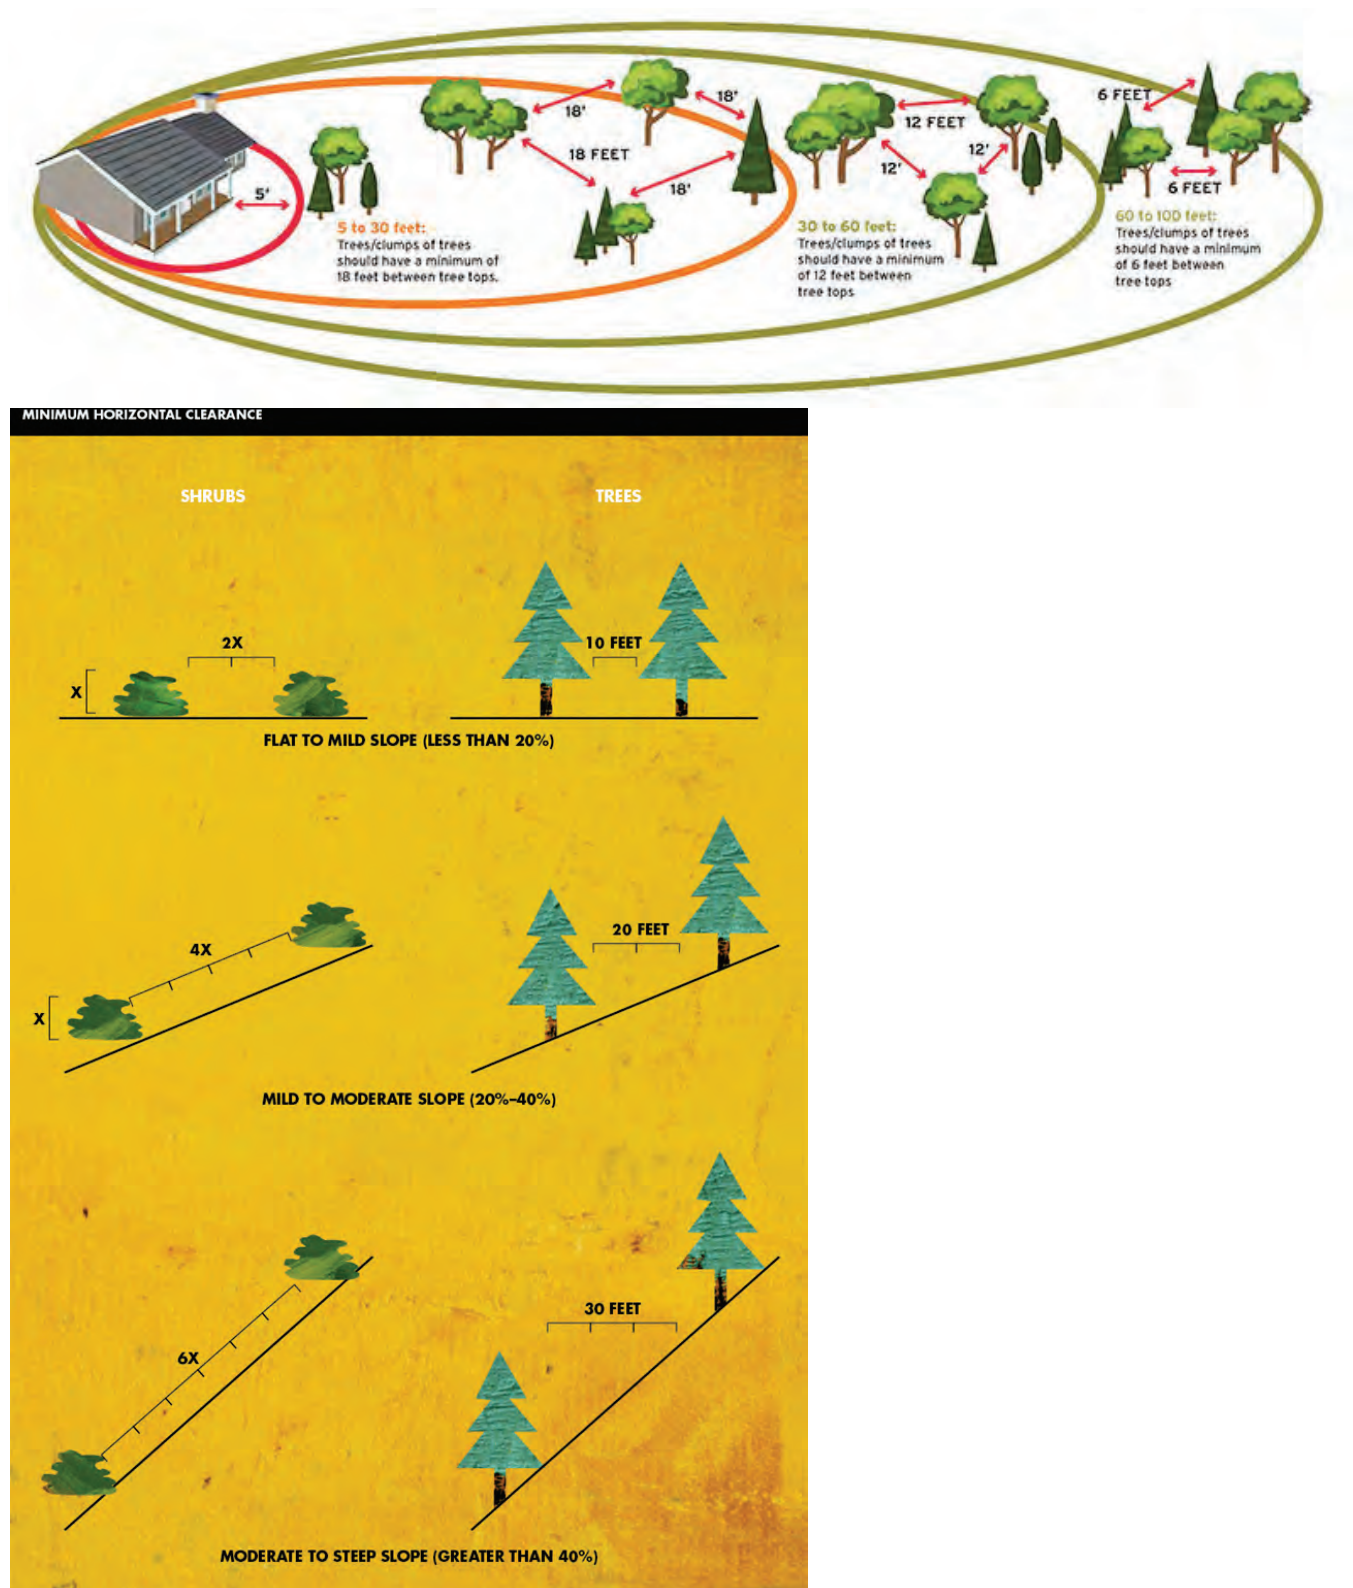 5'
5 to 30 feet:
Trees/clumps of trees
should have a minimum of
18 feet between tree tops.
18'
18'
18 FEET
18'
12 FEET
12'
12'
30 to 60 feet:
Trees/clumps of trees
should have a minimum
of 12 feet between
tree tops
6 FEET
6 FEET
60 to 100 feet:
Trees/clumps of trees
should have a minimum
of 6 feet between
tree tops
MINIMUM HORIZONTAL CLEARANCE
SHRUBS
TREES
2X
X
10 FEET
FLAT TO MILD SLOPE (LESS THAN 20%)
4X
X
20 FEET
MILD TO MODERATE SLOPE (20%–40%)
6X
30 FEET
MODERATE TO STEEP SLOPE (GREATER THAN 40%)